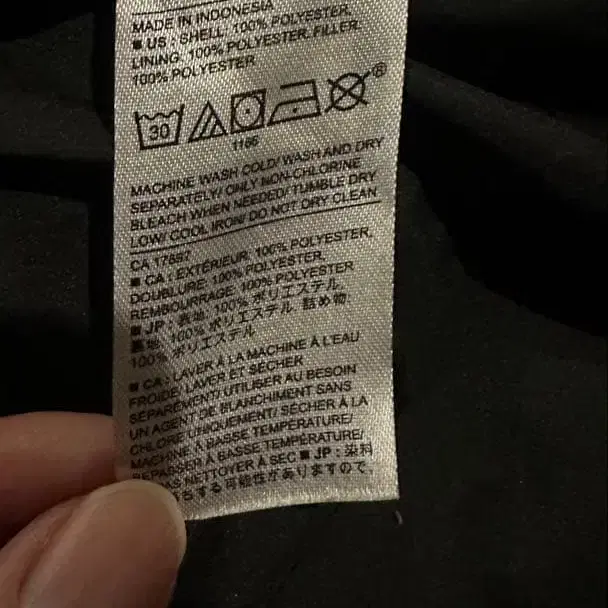 MADE IN INDONESIA
■ US : SHELL, 100% POLYESTER,
LINING, 100% POLYESTER, FILLER,
100% POLYESTER
30 ®
1166
MACHINE WASH COLD/ WASH AND DRY
SEPARATELY/ ONLY NON-CHLORINE
BLEACH WHEN NEEDED/ TUMBLE DRY
LOW/ COOL IRON/ DO NOT DRY CLEAN
CA 17897
■ CA : EXTÉRIEUR: 100% POLYESTER,
DOUBLURE: 100% POLYESTER,
REMBOURRAGE: 100% POLYESTER
■ JP : 表地: 100% ポリエステル,
裏地: 100% ポリエステル, 詰め物:
100% ポリエステル
■ CA : LAVER À LA MACHINE À L'EAU
FROIDE/ LAVER ET SÉCHER
SÉPARÉMENT/ UTILISER AU BESOIN
UN AGENT DE BLANCHIMENT SANS
CHLORE UNIQUEMENT/ SÉCHER À LA
MACHINE À BASSE TEMPÉRATURE/
REPASSER À BASSE TEMPÉRATURE/
PAS NETTOYER À SEC ■ JP : 染料
ちする可能性がありますので,